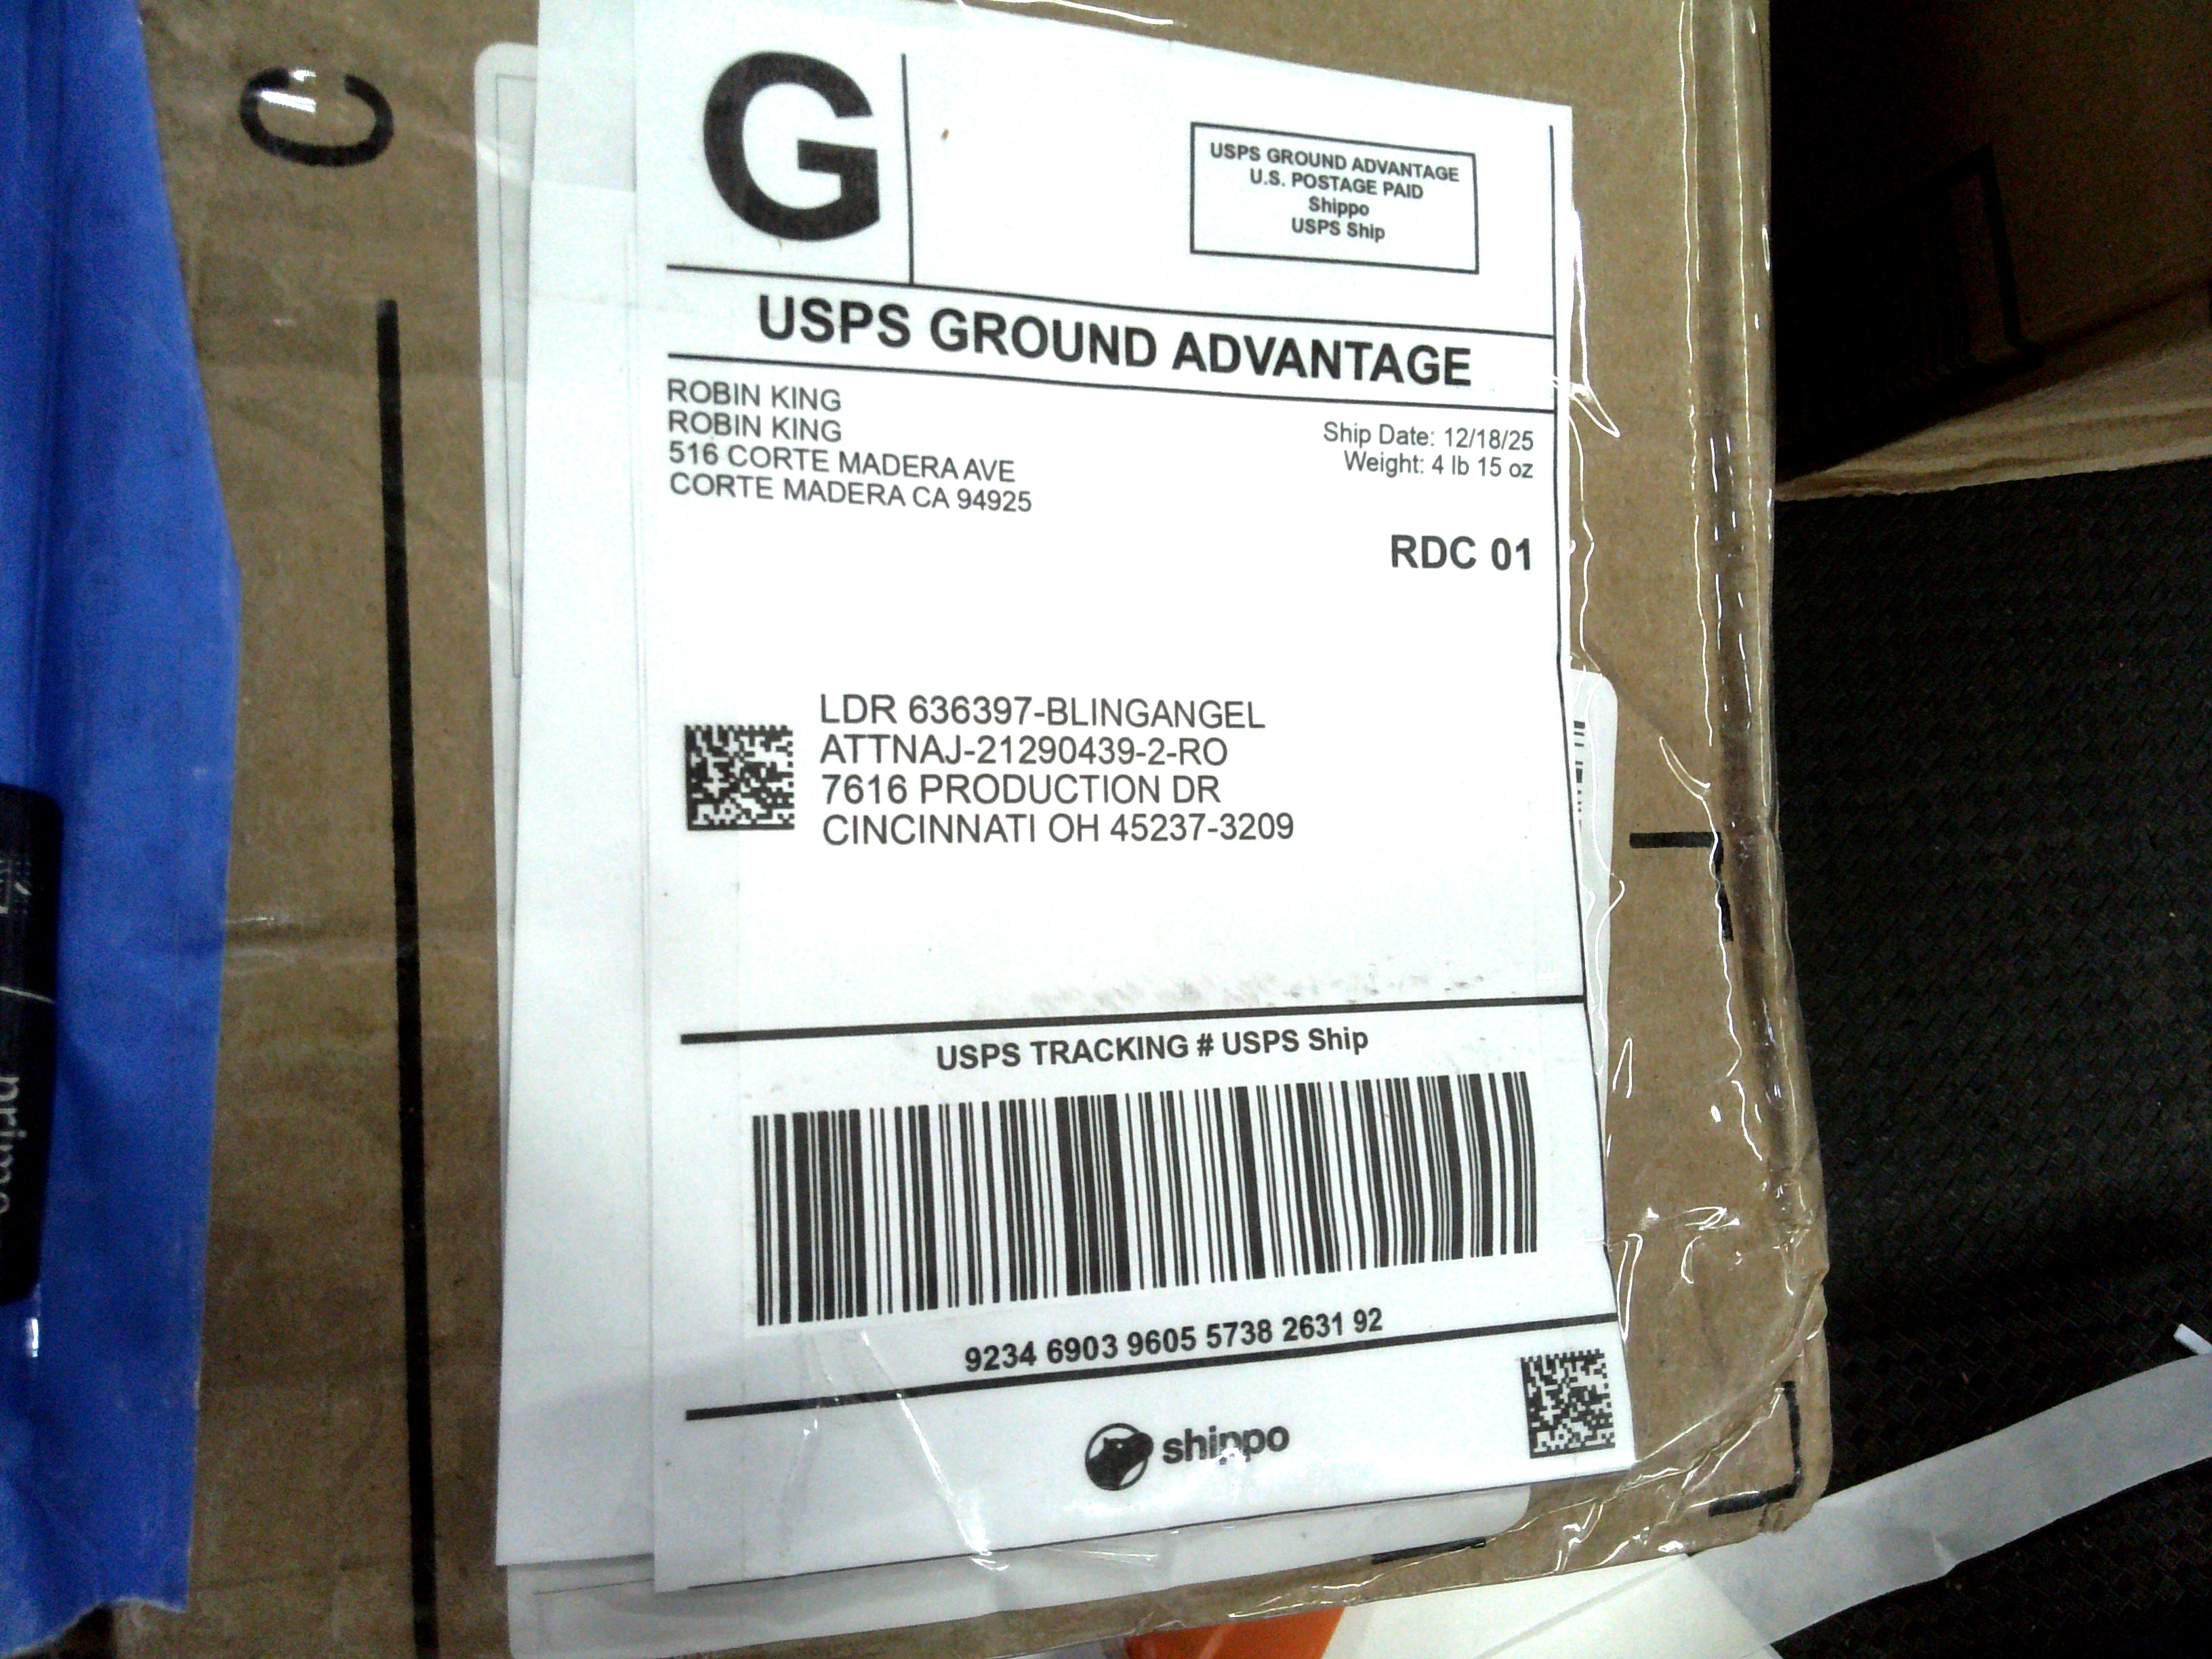 C
G
USPS GROUND ADVANTAGE
U.S. POSTAGE PAID
Shippo
USPS Ship
USPS GROUND ADVANTAGE
ROBIN KING
ROBIN KING
516 CORTE MADERA AVE
CORTE MADERA CA 94925
Ship Date: 12/18/25
Weight: 4 lb 15 oz
RDC 01
LDR 636397-BLINGANGEL
ATTNAJ-21290439-2-RO
7616 PRODUCTION DR
CINCINNATI OH 45237-3209
USPS TRACKING # USPS Ship
9234 6903 9605 5738 2631 92
shippo
prime